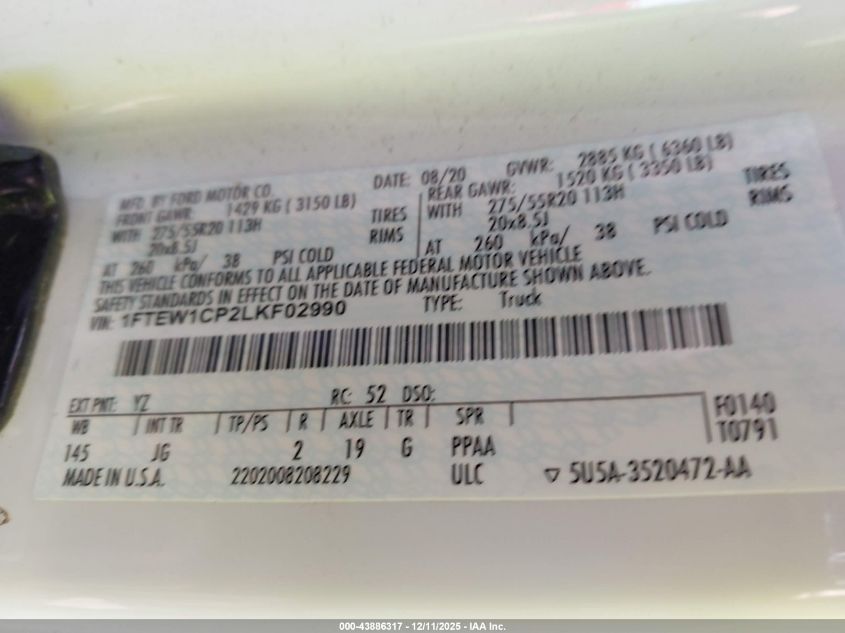 MFD. BY FORD MOTOR CO. DATE: 08/20 GVWR: 2885 KG ( 6360 LB)
FRONT GAWR: 1429 KG ( 3150 LB) REAR GAWR: 1520 KG ( 3350 LB)
WITH 275/55R20 113H TIRES WITH 275/55R20 113H TIRES
20x8.5J RIMS 20x8.5J RIMS
AT 260 kPa/ 38 PSI COLD AT 260 kPa/ 38 PSI COLD
THIS VEHICLE CONFORMS TO ALL APPLICABLE FEDERAL MOTOR VEHICLE
SAFETY STANDARDS IN EFFECT ON THE DATE OF MANUFACTURE SHOWN ABOVE.
VIN: 1FTEW1CP2LKF02990 TYPE: Truck
EXT PNT: YZ RC: 52 DSO:
WB INT TR TP/PS R AXLE TR SPR F0140
145 JG 2 19 G PPAA T0791
MADE IN U.S.A. 2202008208229 ULC ▽ 5U5A-3520472-AA
000-43886317 - 12/11/2025 - IAA Inc.